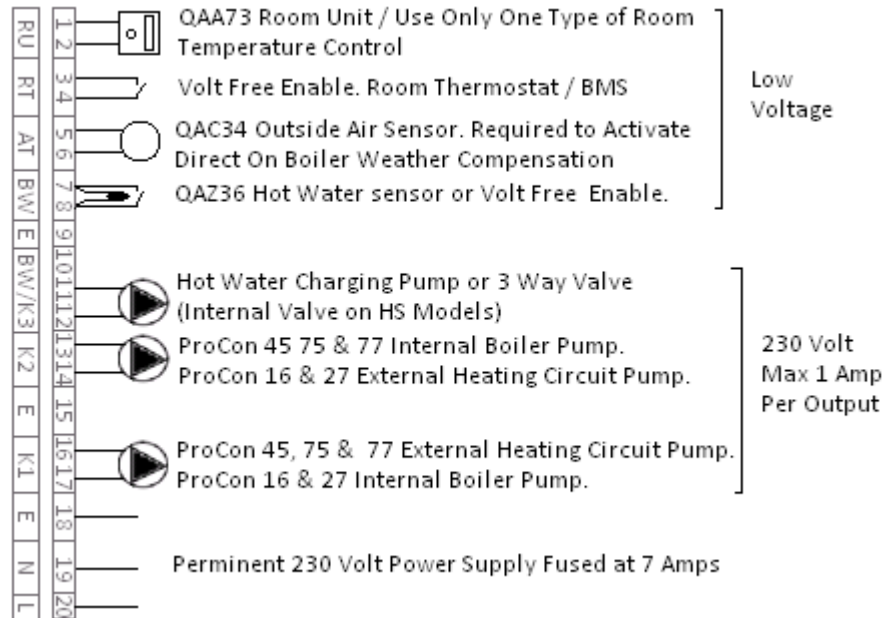 RU
1
2
QAA73 Room Unit / Use Only One Type of Room
Temperature Control
RT
3
4
Volt Free Enable. Room Thermostat / BMS
Low
Voltage
AT
5
6
QAC34 Outside Air Sensor. Required to Activate
Direct On Boiler Weather Compensation
BW
7
8
QAZ36 Hot Water sensor or Volt Free Enable.
E
9
BW/K3
10
11
12
Hot Water Charging Pump or 3 Way Valve
(Internal Valve on HS Models)
K2
13
14
ProCon 45 75 & 77 Internal Boiler Pump.
ProCon 16 & 27 External Heating Circuit Pump.
230 Volt
Max 1 Amp
Per Output
E
15
K1
16
17
ProCon 45, 75 & 77 External Heating Circuit Pump.
ProCon 16 & 27 Internal Boiler Pump.
E
18
N
19
Perminent 230 Volt Power Supply Fused at 7 Amps
L
20